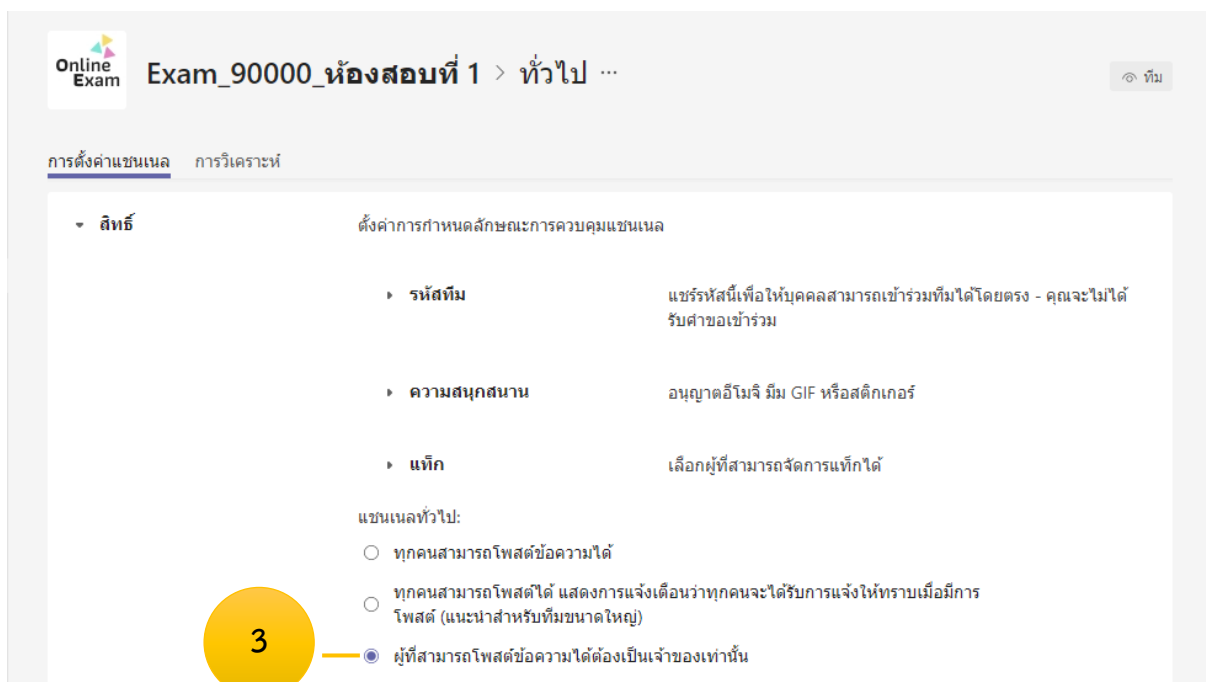 Online
Exam
Exam_90000_ห้องสอบที่ 1 > ทั่วไป ...
ทีม
การตั้งค่าแชนเนล การวิเคราะห์
สิทธิ์ ตั้งค่าการกำหนดลักษณะการควบคุมแชนเนล
รหัสทีม แชร์รหัสนี้เพื่อให้บุคคลสามารถเข้าร่วมทีมได้โดยตรง - คุณจะไม่ได้
รับคำขอเข้าร่วม
ความสนุกสนาน อนุญาตอีโมจิ มีม GIF หรือสติกเกอร์
แท็ก เลือกผู้ที่สามารถจัดการแท็กได้
แชนเนลทั่วไป:
ทุกคนสามารถโพสต์ข้อความได้
ทุกคนสามารถโพสต์ได้ แสดงการแจ้งเตือนว่าทุกคนจะได้รับการแจ้งให้ทราบเมื่อมีการ
โพสต์ (แนะนำสำหรับทีมขนาดใหญ่)
3 ผู้ที่สามารถโพสต์ข้อความได้ต้องเป็นเจ้าของเท่านั้น